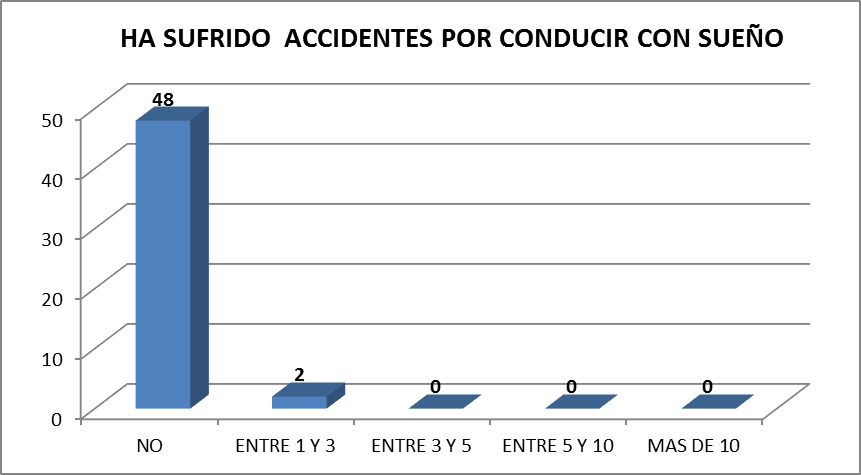 HA SUFRIDO  ACCIDENTES POR CONDUCIR CON SUEÑO
50
40
30
20
10
0
48
2
0
0
0
NO
ENTRE 1 Y 3
ENTRE 3 Y 5
ENTRE 5 Y 10
MAS DE 10